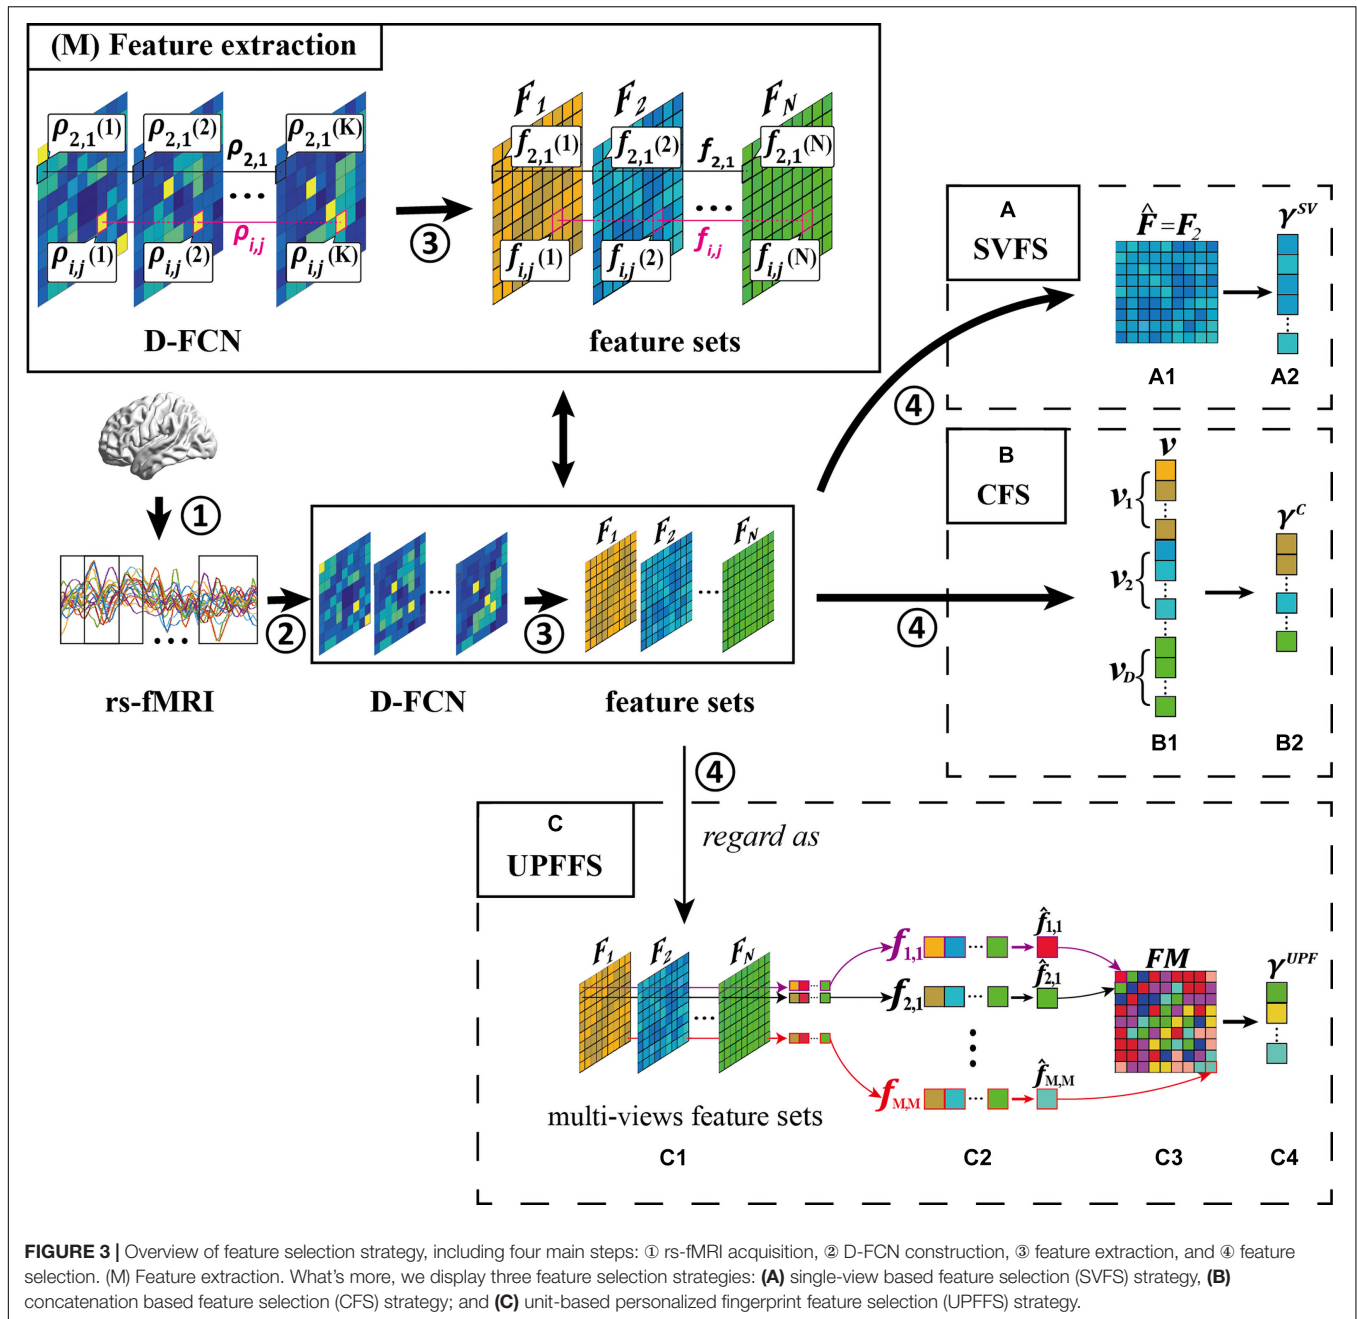 (M) Feature extraction
F1 F2 FN
ρ2,1(1) ρ2,1(2) ρ2,1(K) ρ2,1
f2,1(1) f2,1(2) f2,1 f2,1(N)
... ...
③
ρi,j(1) ρi,j(2) ρi,j ρi,j(K)
fi,j(1) fi,j(2) fi,j fi,j(N)
D-FCN feature sets
A
SVFS
F̂ = F2 γ^SV
A1 A2
④
①
B
CFS
v
v1
v2
vD
γ^C
B1 B2
F1 F2 FN
... ...
...
② ③ ④
rs-fMRI D-FCN feature sets
④
regard as
C
UPFFS
F1 F2 FN
...
f1,1 ... f̂1,1
f2,1 ... f̂2,1
fM,M ... f̂M,M
FM γ^UPF
multi-views feature sets
C1 C2 C3 C4
FIGURE 3 | Overview of feature selection strategy, including four main steps: ① rs-fMRI acquisition, ② D-FCN construction, ③ feature extraction, and ④ feature
selection. (M) Feature extraction. What's more, we display three feature selection strategies: (A) single-view based feature selection (SVFS) strategy, (B)
concatenation based feature selection (CFS) strategy; and (C) unit-based personalized fingerprint feature selection (UPFFS) strategy.